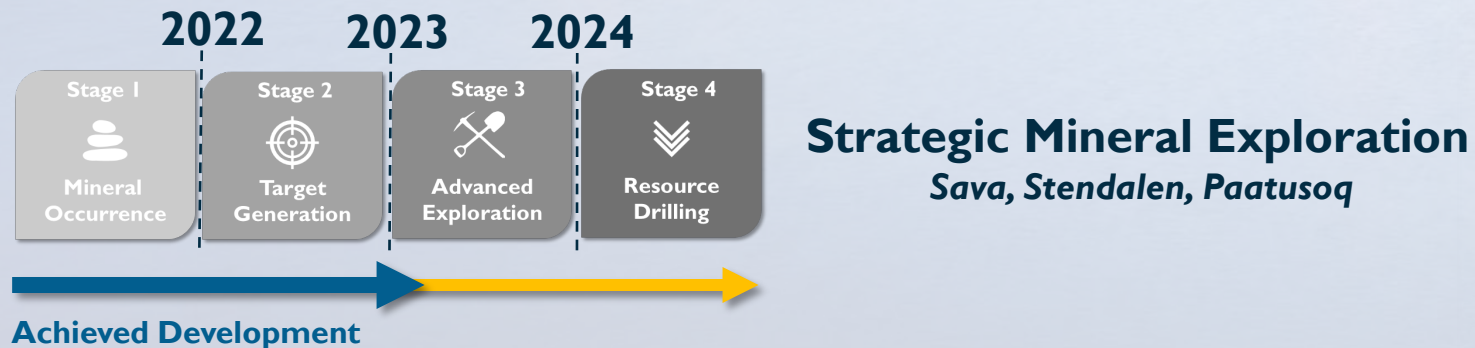 2022
2023
2024
Stage 1
Mineral
Occurrence
Stage 2
Target
Generation
Stage 3
Advanced
Exploration
Stage 4
Resource
Drilling
Achieved Development
Strategic Mineral Exploration
Sava, Stendalen, Paatusoq